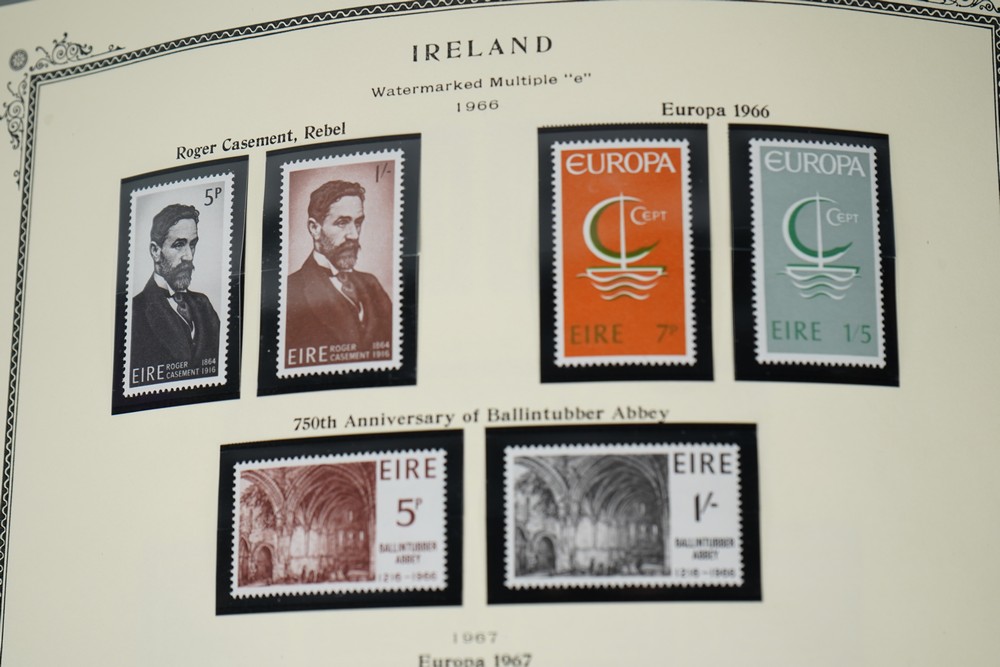 IRELAND
Watermarked Multiple "e"
1966
Roger Casement, Rebel
Europa 1966
5P
EIRE ROGER CASEMENT 1864 1916
1/-
EIRE ROGER CASEMENT 1864 1916
EUROPA
CEPT
EIRE 7P
EUROPA
CEPT
EIRE 1/5
750th Anniversary of Ballintubber Abbey
EIRE
5P
BALLINTUBBER
ABBEY
1216-1966
EIRE
1/-
BALLINTUBBER
ABBEY
1216-1966
1967
Europa 1967